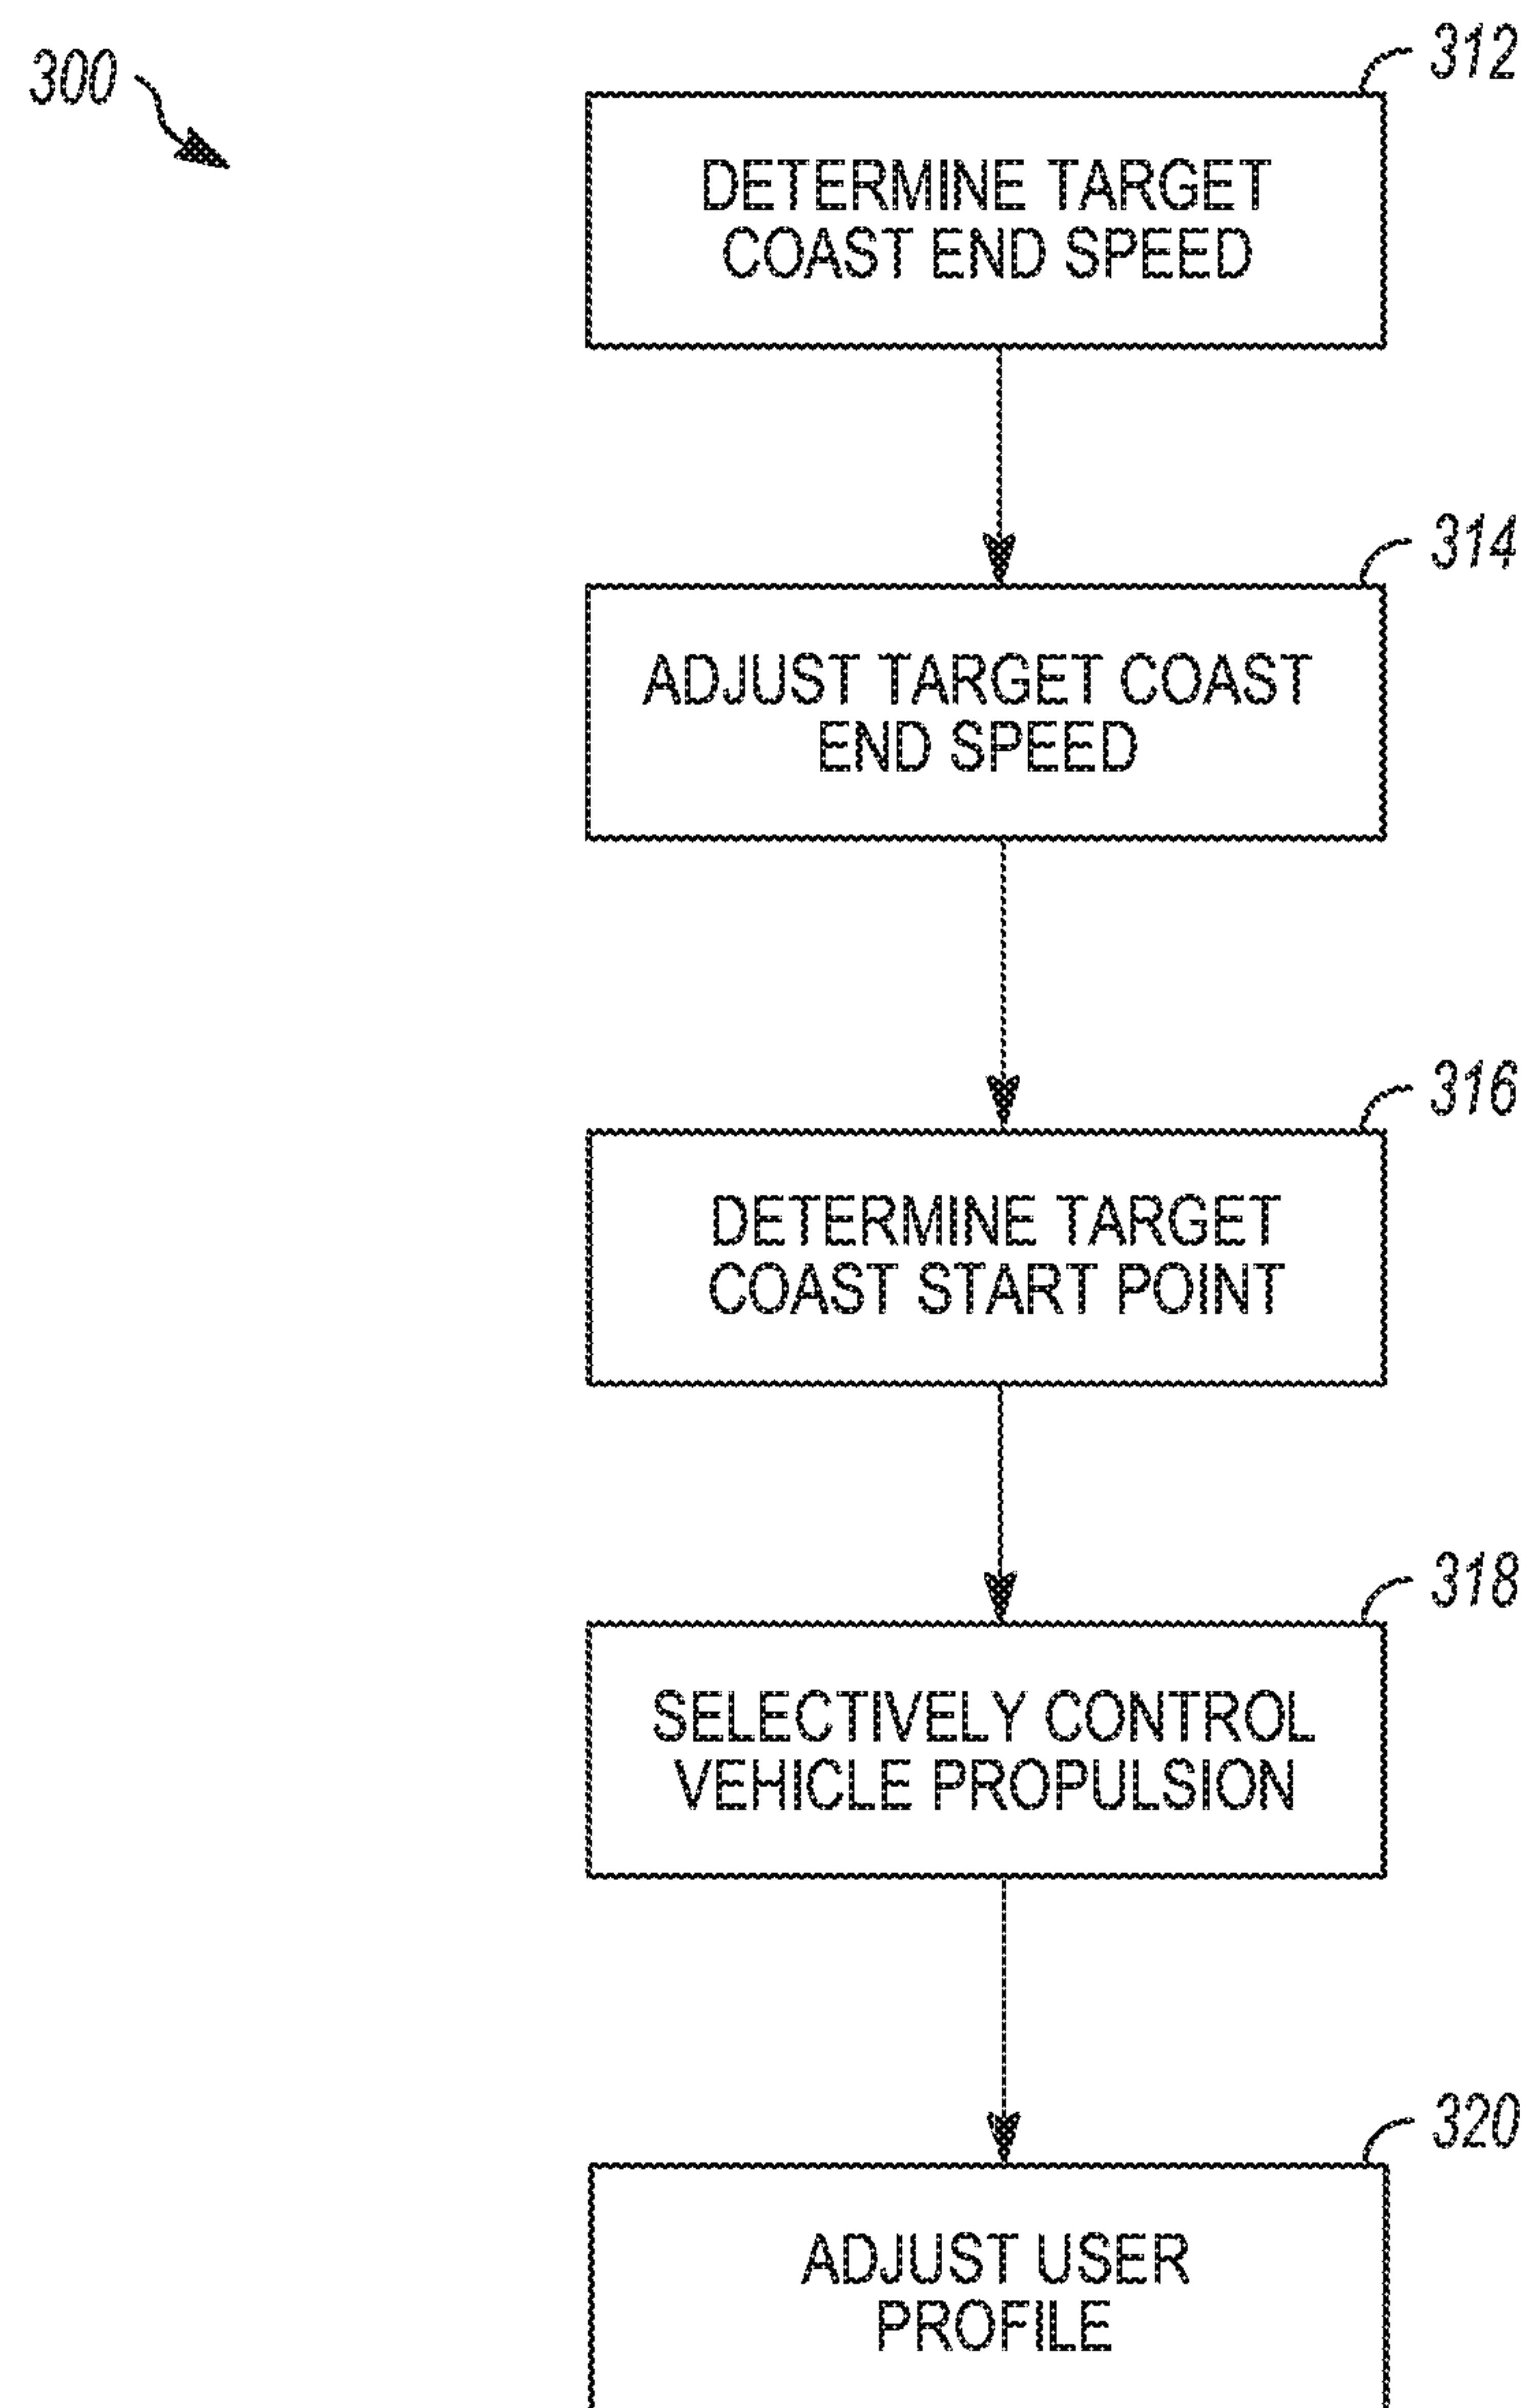 300
312
DETERMINE TARGET
COAST END SPEED
314
ADJUST TARGET COAST
END SPEED
316
DETERMINE TARGET
COAST START POINT
318
SELECTIVELY CONTROL
VEHICLE PROPULSION
320
ADJUST USER
PROFILE